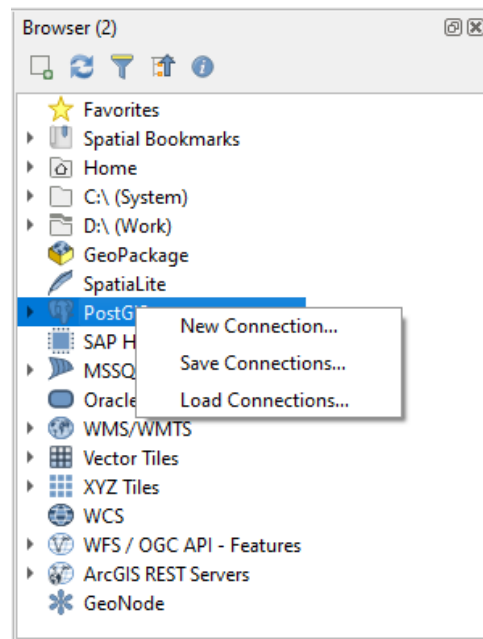 Browser (2)
Favorites
Spatial Bookmarks
Home
C:\ (System)
D:\ (Work)
GeoPackage
SpatiaLite
PostGIS
New Connection...
SAP H
Save Connections...
MSSQ
Oracle
Load Connections...
WMS/WMTS
Vector Tiles
XYZ Tiles
WCS
WFS / OGC API - Features
ArcGIS REST Servers
GeoNode